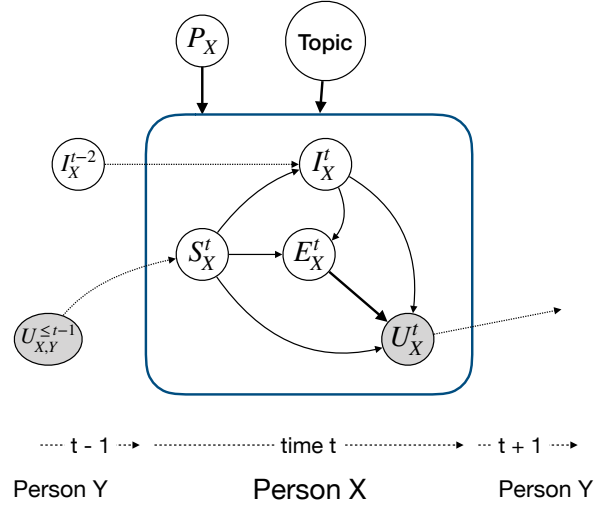 P_X
Topic
I_X^{t-2}
I_X^t
S_X^t
E_X^t
U_{X,Y}^{≤t-1}
U_X^t
t - 1 time t t + 1
Person Y Person X Person Y